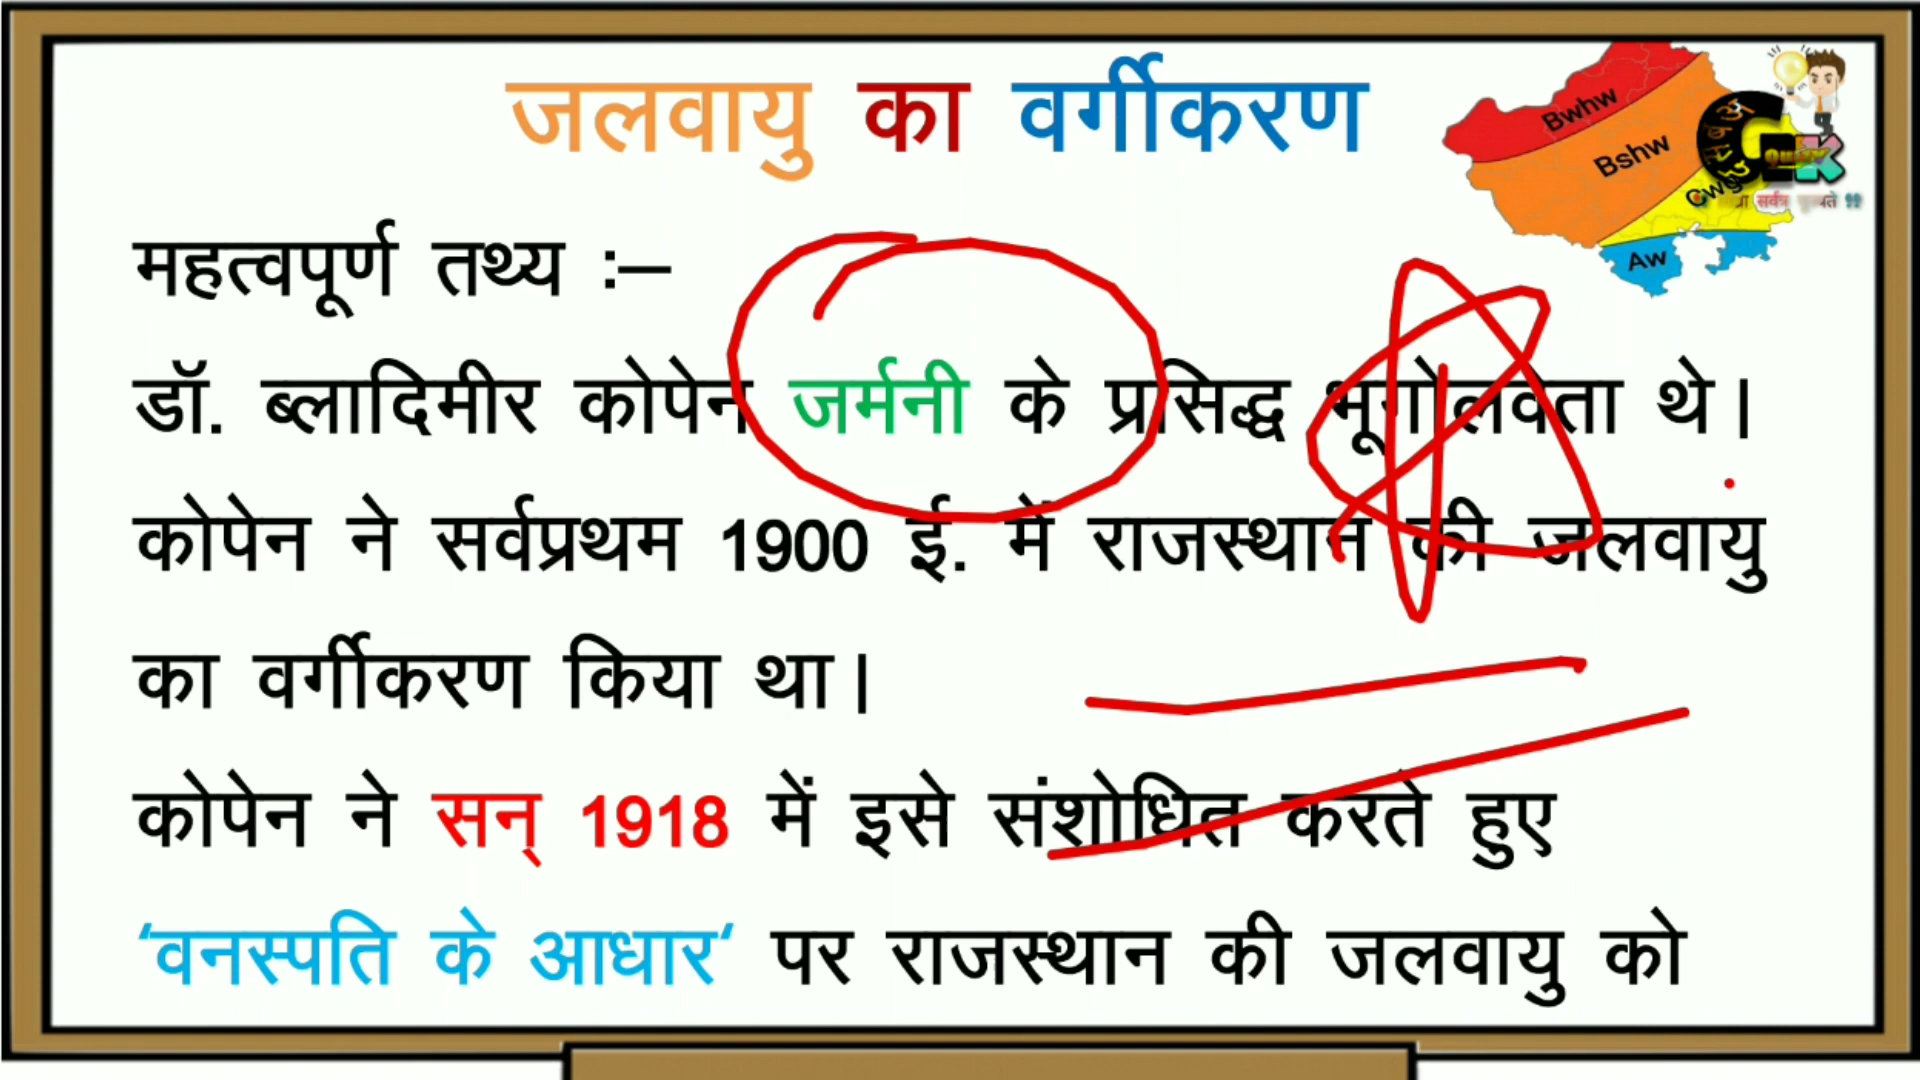 जलवायु का वर्गीकरण
Bwhw
Bshw
Cwg
Aw
महत्वपूर्ण तथ्य :–
डॉ. ब्लादिमीर कोपेन जर्मनी के प्रसिद्ध भूगोलवेता थे।
कोपेन ने सर्वप्रथम 1900 ई. में राजस्थान की जलवायु
का वर्गीकरण किया था।
कोपेन ने सन् 1918 में इसे संशोधित करते हुए
‘वनस्पति के आधार‘ पर राजस्थान की जलवायु को